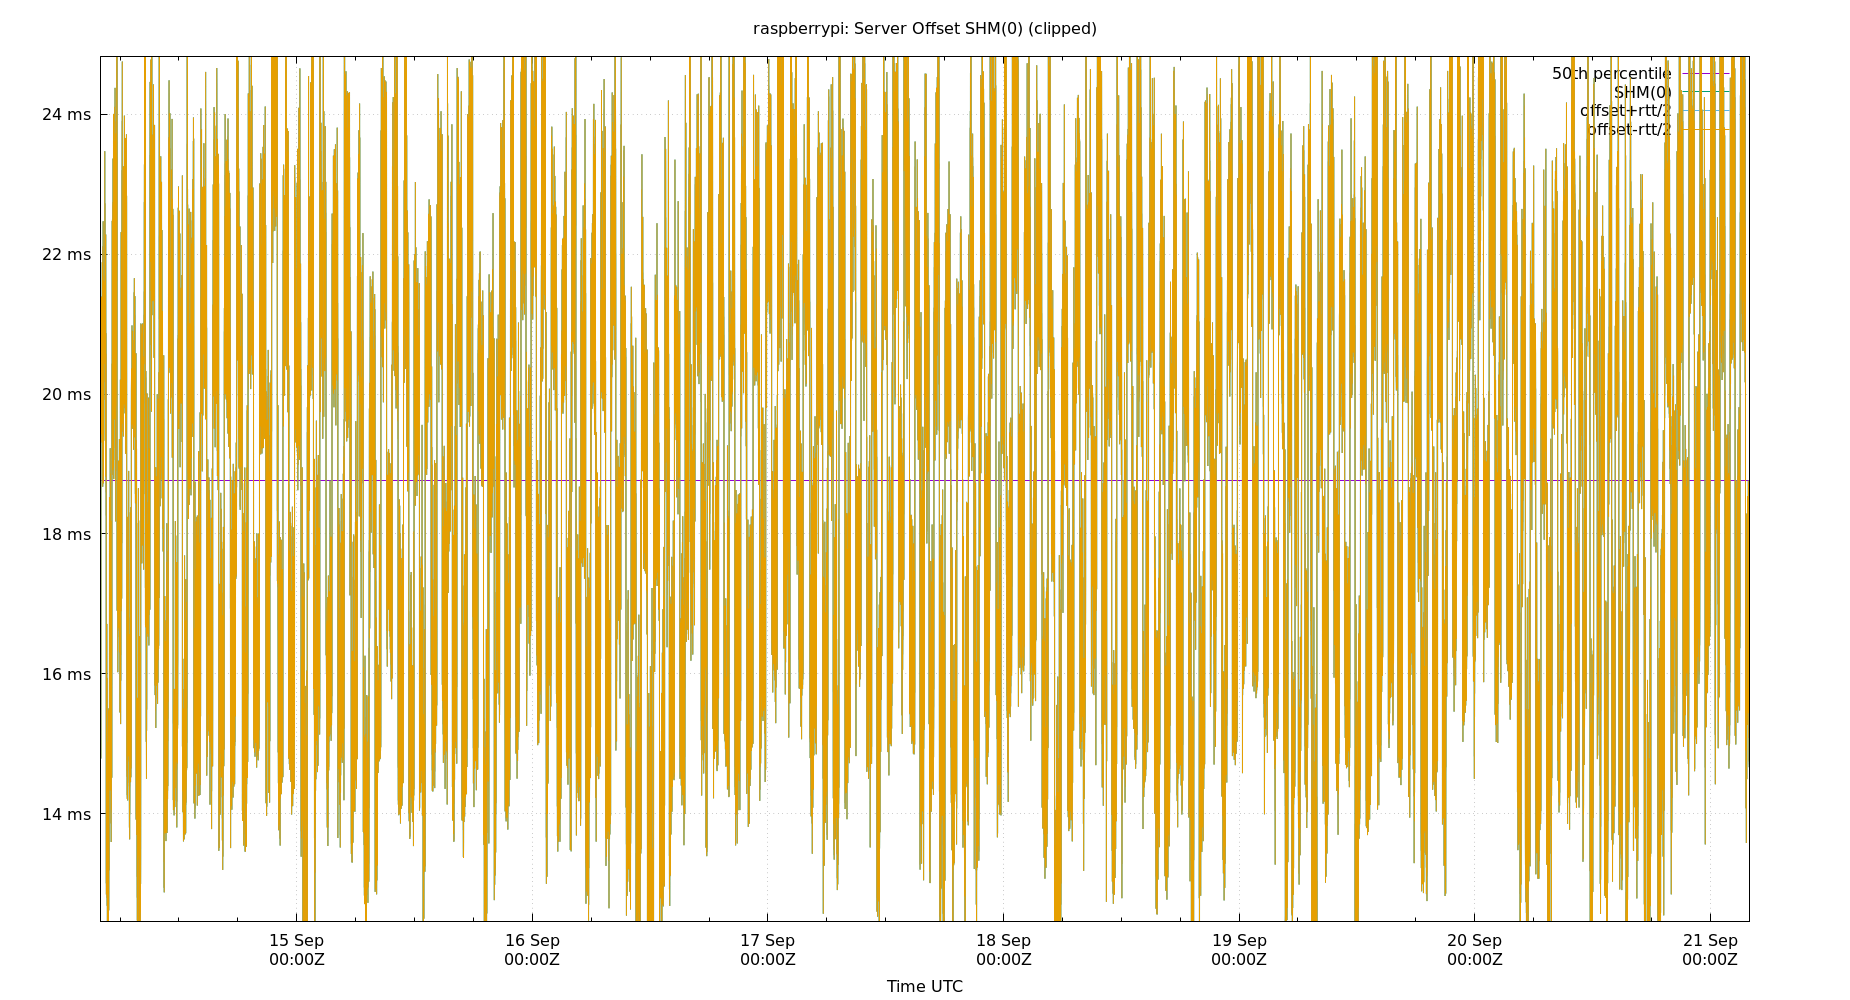 raspberrypi: Server Offset SHM(0) (clipped)
50th percentile
SHM(0)
offset+rtt/2
offset-rtt/2
24 ms
22 ms
20 ms
18 ms
16 ms
14 ms
15 Sep
00:00Z
16 Sep
00:00Z
17 Sep
00:00Z
18 Sep
00:00Z
19 Sep
00:00Z
20 Sep
00:00Z
21 Sep
00:00Z
Time UTC